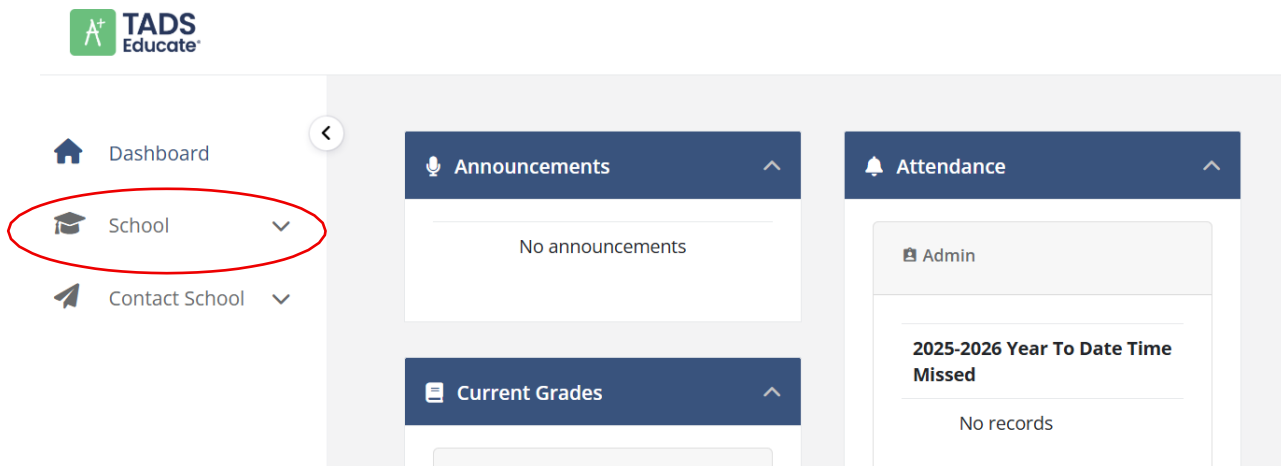 TADS
Educate
Dashboard
School
Contact School
Announcements
No announcements
Current Grades
Attendance
Admin
2025-2026 Year To Date Time
Missed
No records